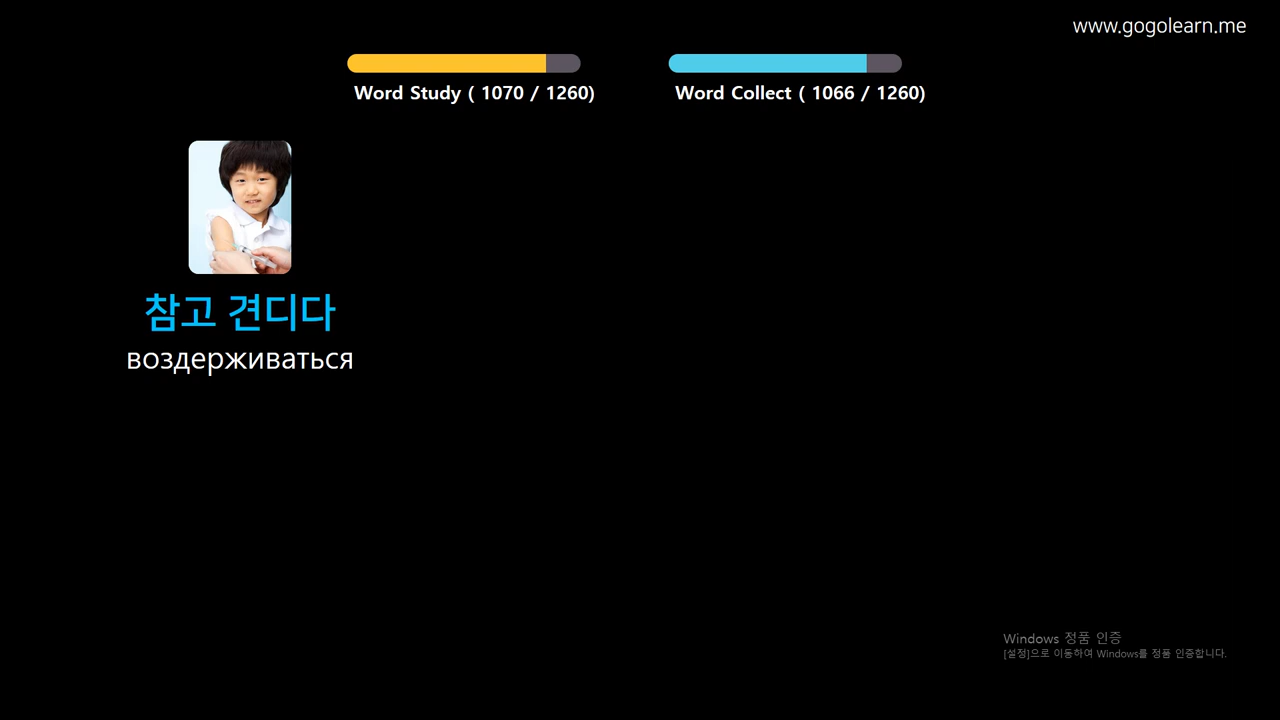 www.gogolearn.me
Word Study ( 1070 / 1260)
Word Collect ( 1066 / 1260)
참고 견디다
воздерживаться
Windows 정품 인증
[설정]으로 이동하여 Windows를 정품 인증합니다.